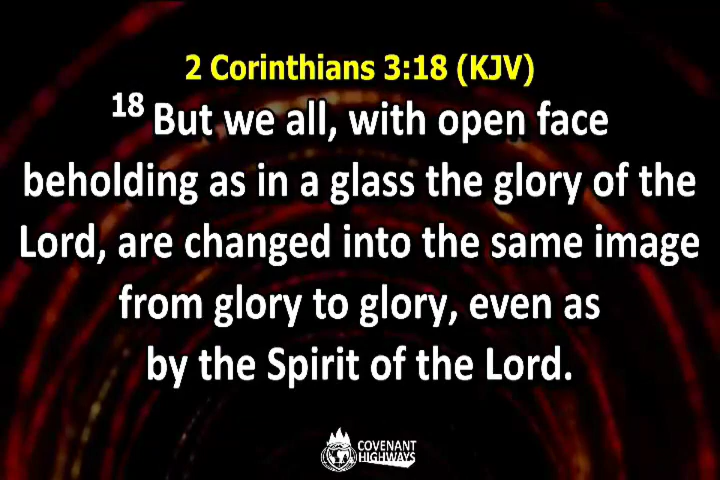 2 Corinthians 3:18 (KJV)
18 But we all, with open face
beholding as in a glass the glory of the
Lord, are changed into the same image
from glory to glory, even as
by the Spirit of the Lord.
COVENANT
HIGHWAYS